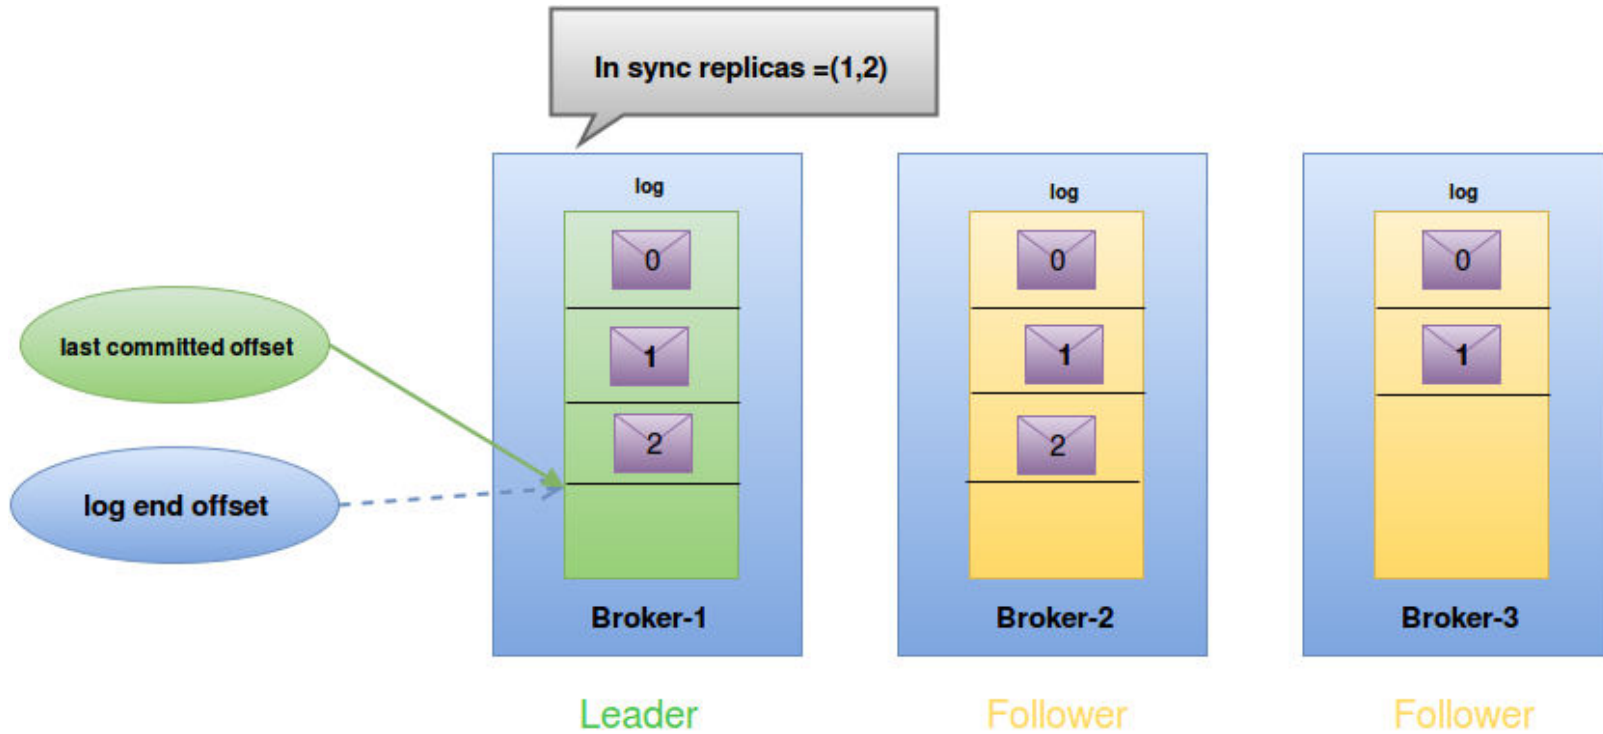 In sync replicas =(1,2)
log
log
log
0
0
0
last committed offset
1
1
1
2
2
log end offset
Broker-1
Broker-2
Broker-3
Leader
Follower
Follower